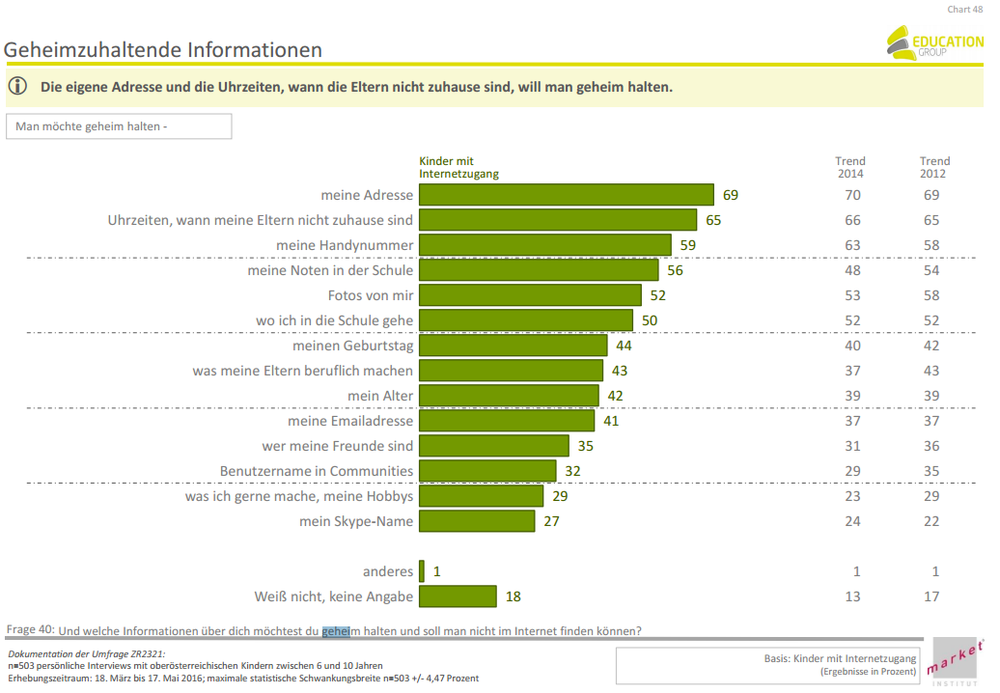 Chart 48
Geheimzuhaltende Informationen
EDUCATION
GROUP
Die eigene Adresse und die Uhrzeiten, wann die Eltern nicht zuhause sind, will man geheim halten.
Man möchte geheim halten -
Kinder mit
Internetzugang
Trend
2014
Trend
2012
meine Adresse 69 70 69
Uhrzeiten, wann meine Eltern nicht zuhause sind 65 66 65
meine Handynummer 59 63 58
meine Noten in der Schule 56 48 54
Fotos von mir 52 53 58
wo ich in die Schule gehe 50 52 52
meinen Geburtstag 44 40 42
was meine Eltern beruflich machen 43 37 43
mein Alter 42 39 39
meine Emailadresse 41 37 37
wer meine Freunde sind 35 31 36
Benutzername in Communities 32 29 35
was ich gerne mache, meine Hobbys 29 23 29
mein Skype-Name 27 24 22
anderes 1 1 1
Weiß nicht, keine Angabe 18 13 17
Frage 40: Und welche Informationen über dich möchtest du geheim halten und soll man nicht im Internet finden können?
Dokumentation der Umfrage ZR2321:
n=503 persönliche Interviews mit oberösterreichischen Kindern zwischen 6 und 10 Jahren
Erhebungszeitraum: 18. März bis 17. Mai 2016; maximale statistische Schwankungsbreite n=503 +/- 4,47 Prozent
Basis: Kinder mit Internetzugang
(Ergebnisse in Prozent)
market
INSTITUT